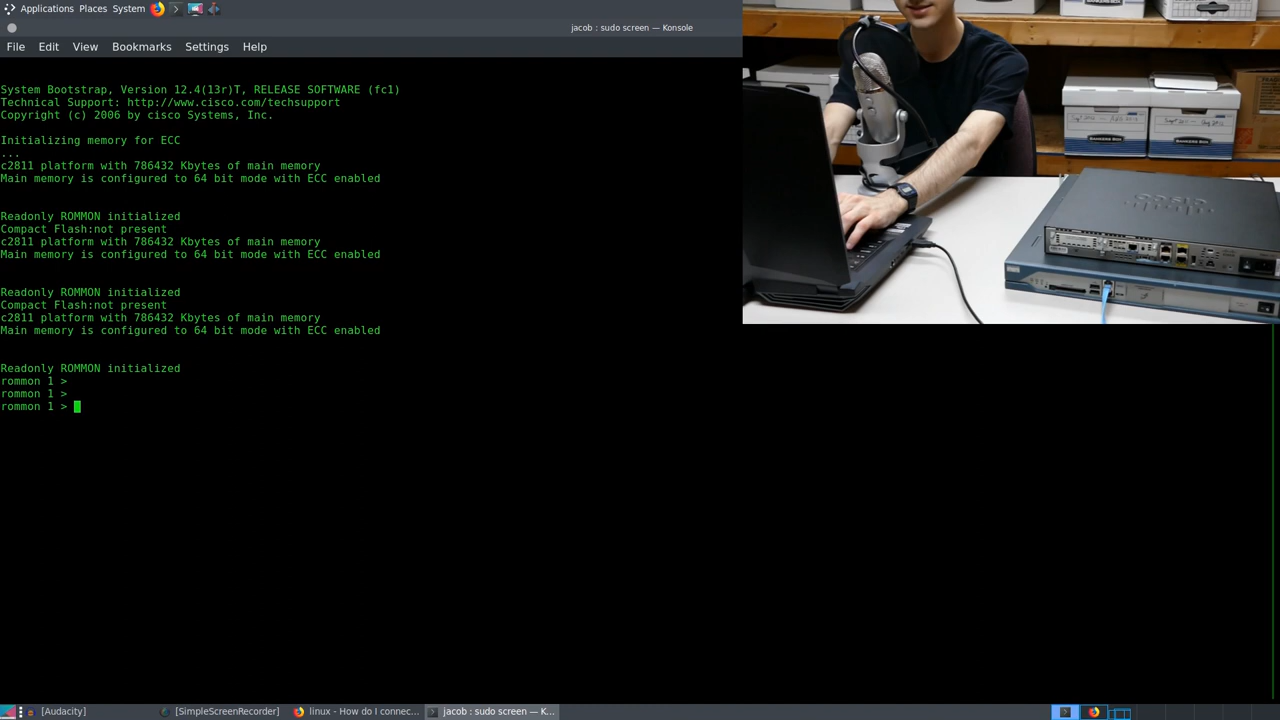 Applications Places System
jacob : sudo screen — Konsole
File Edit View Bookmarks Settings Help
System Bootstrap, Version 12.4(13r)T, RELEASE SOFTWARE (fc1)
Technical Support: http://www.cisco.com/techsupport
Copyright (c) 2006 by cisco Systems, Inc.
Initializing memory for ECC
...
c2811 platform with 786432 Kbytes of main memory
Main memory is configured to 64 bit mode with ECC enabled
Readonly ROMMON initialized
Compact Flash:not present
c2811 platform with 786432 Kbytes of main memory
Main memory is configured to 64 bit mode with ECC enabled
Readonly ROMMON initialized
Compact Flash:not present
c2811 platform with 786432 Kbytes of main memory
Main memory is configured to 64 bit mode with ECC enabled
Readonly ROMMON initialized
rommon 1 >
rommon 1 >
rommon 1 >
BANKERS BOX
BANKERS BOX
cisco
[Audacity]
[SimpleScreenRecorder]
linux - How do I connec...
jacob : sudo screen — K...